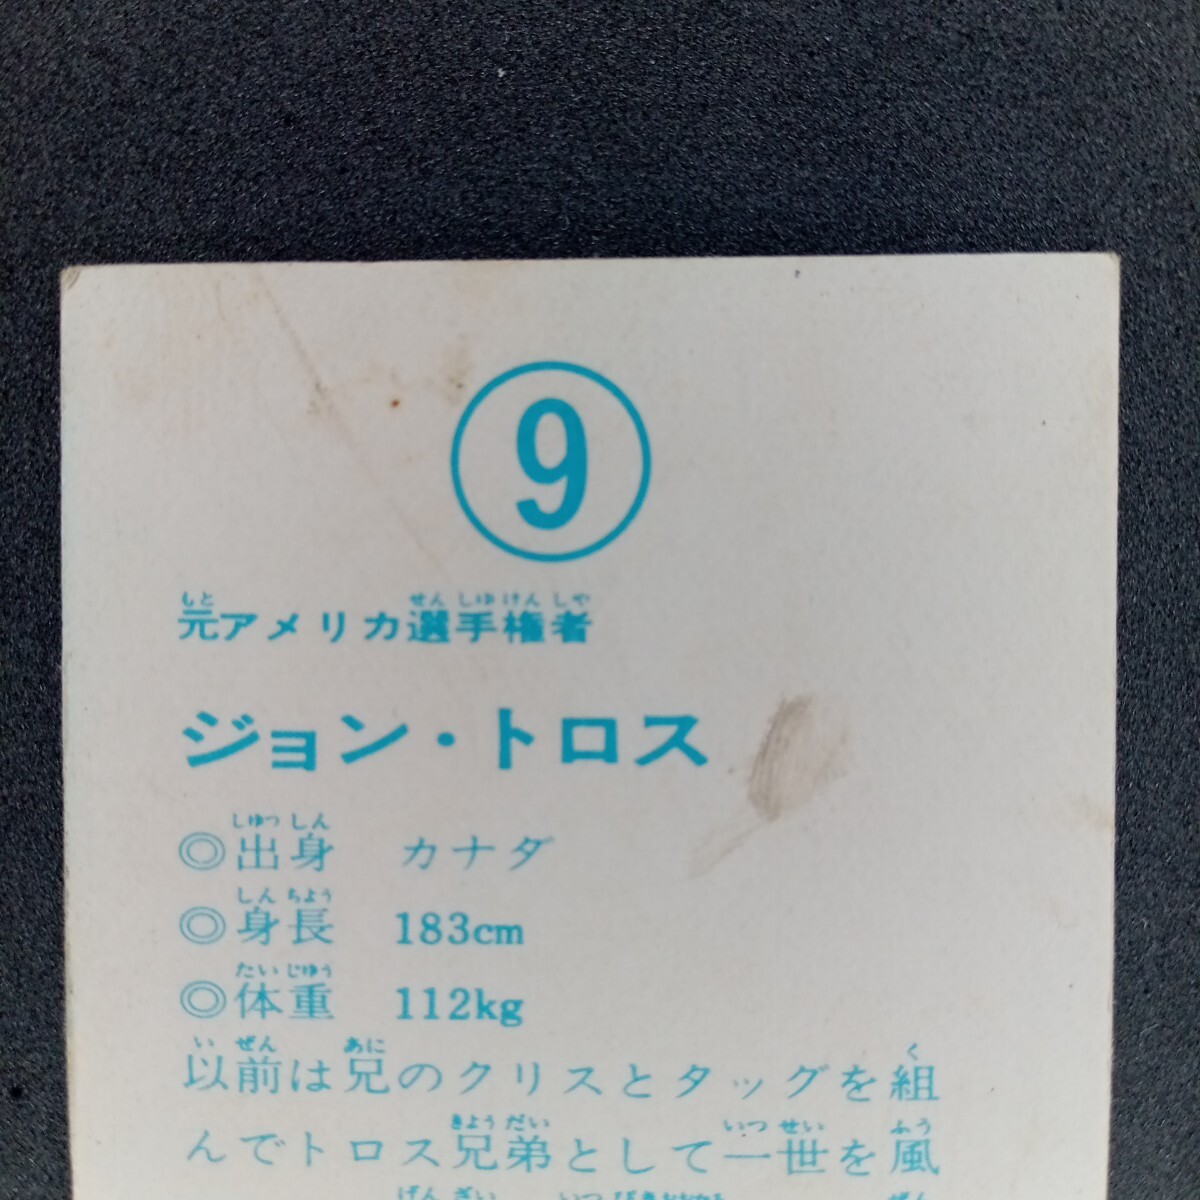 9
元アメリカ選手権者
ジョン・トロス
◎出身 カナダ
◎身長 183cm
◎体重 112kg
以前は兄のクリスとタッグを組
んでトロス兄弟として一世を風